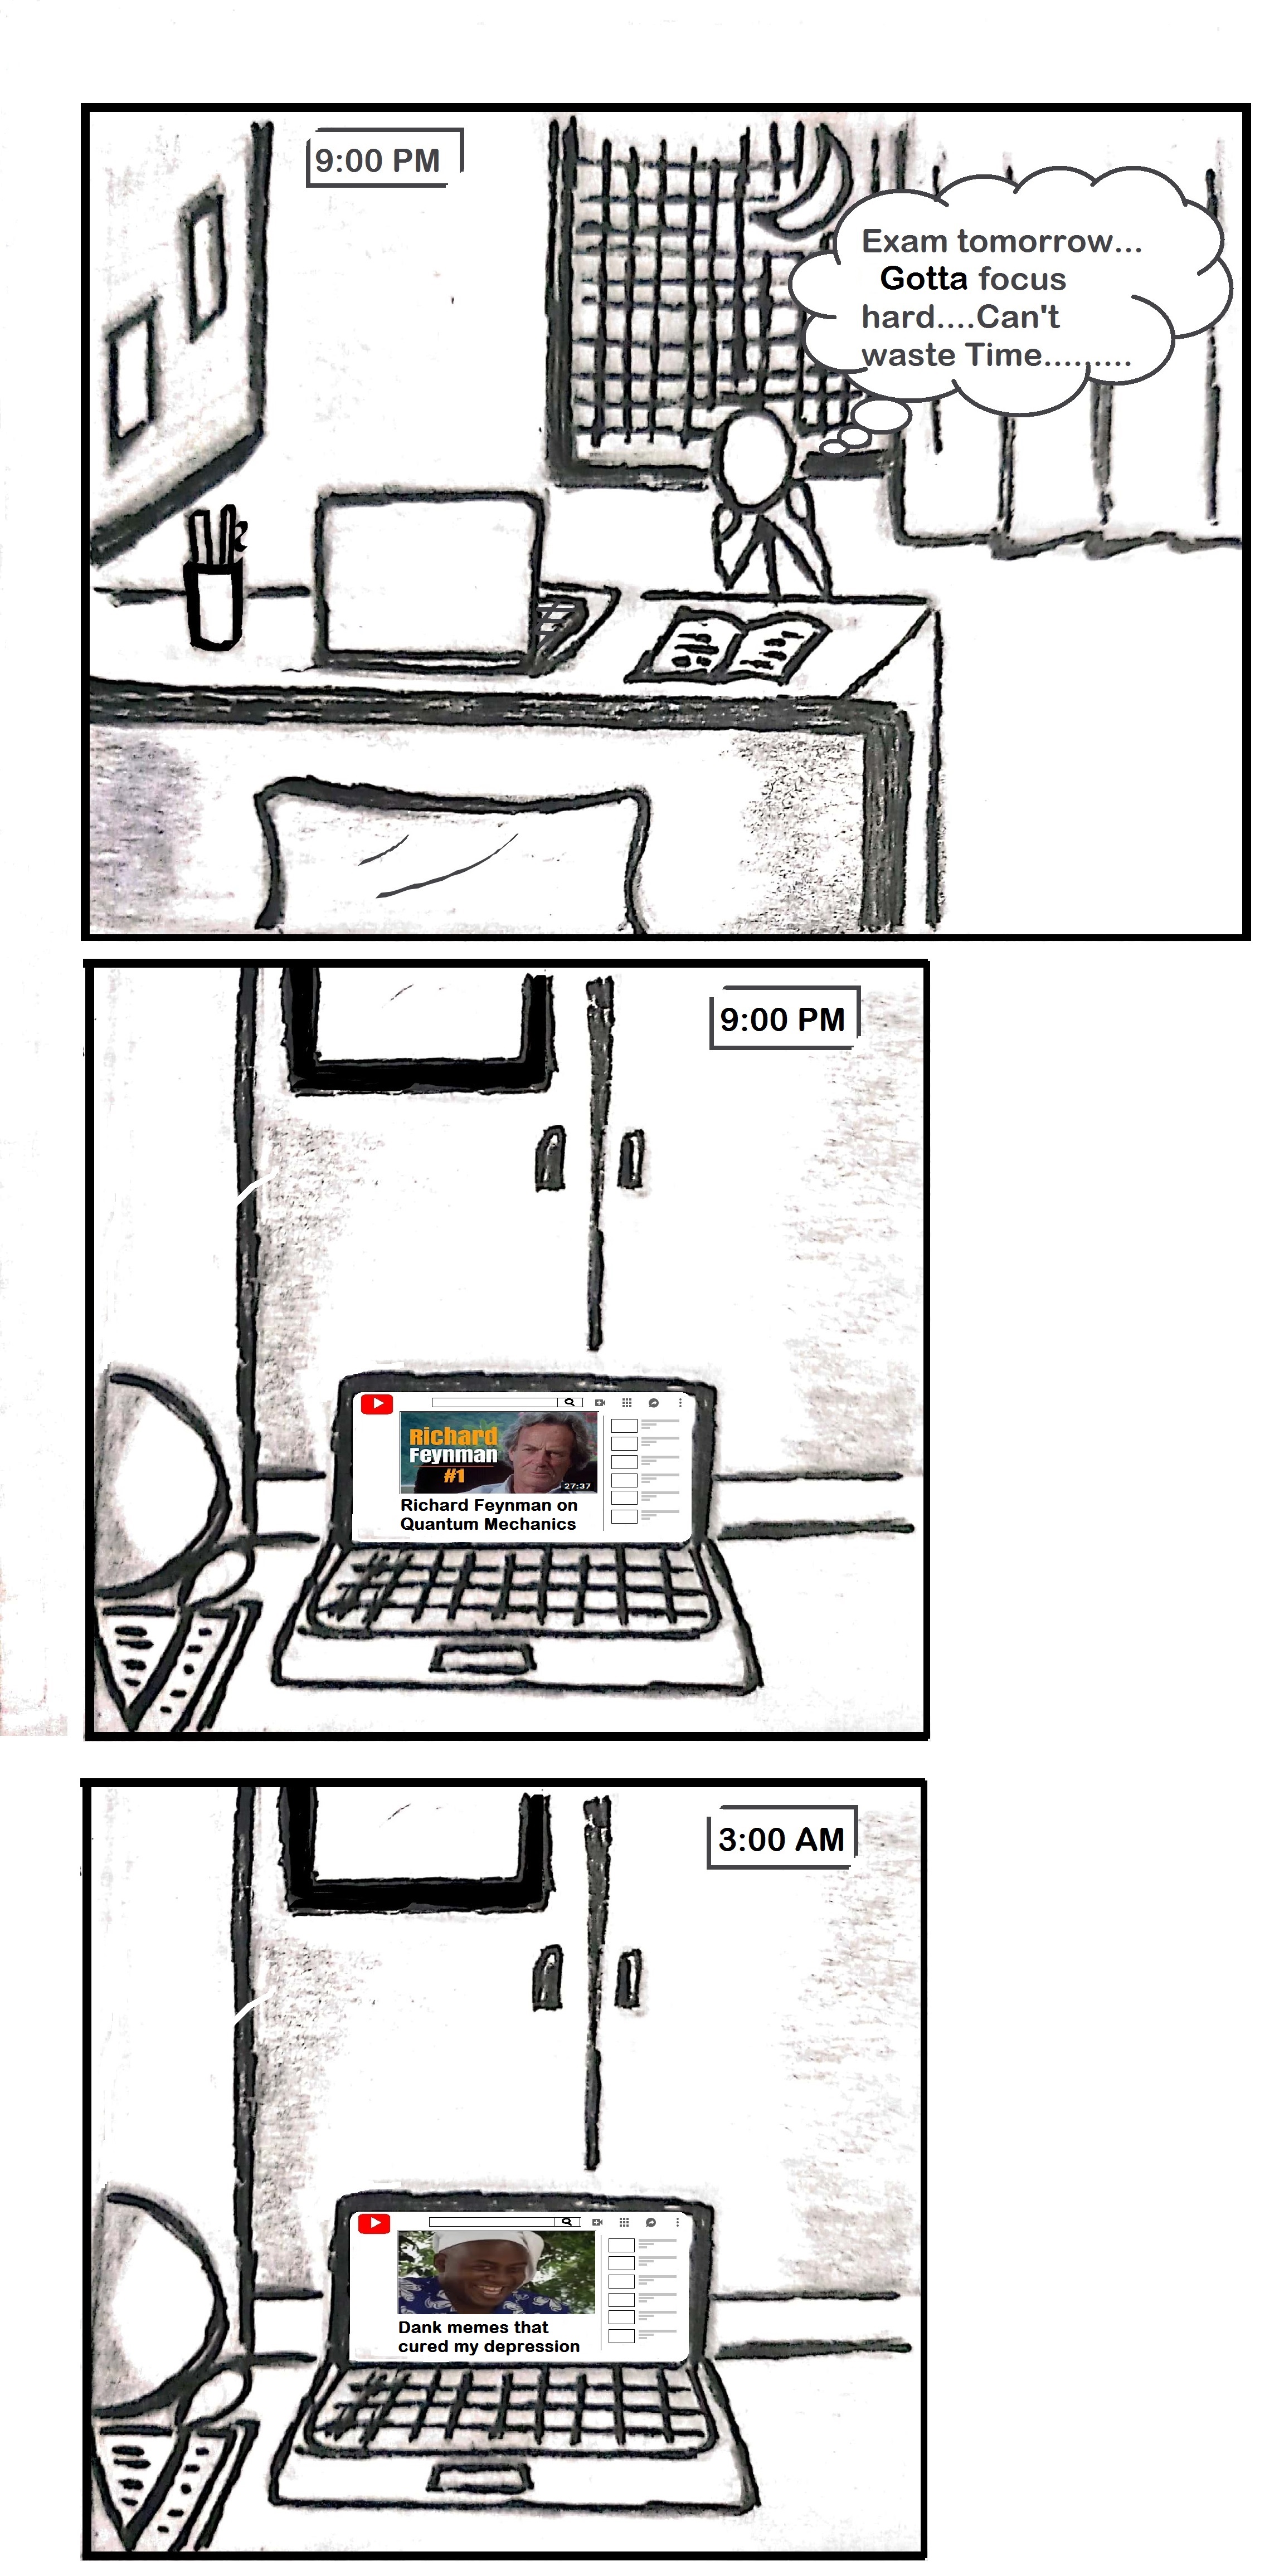 9:00 PM
Exam tomorrow...
Gotta focus
hard....Can't
waste Time.........
9:00 PM
Richard
Feynman
#1
27:37
Richard Feynman on
Quantum Mechanics
3:00 AM
Dank memes that
cured my depression